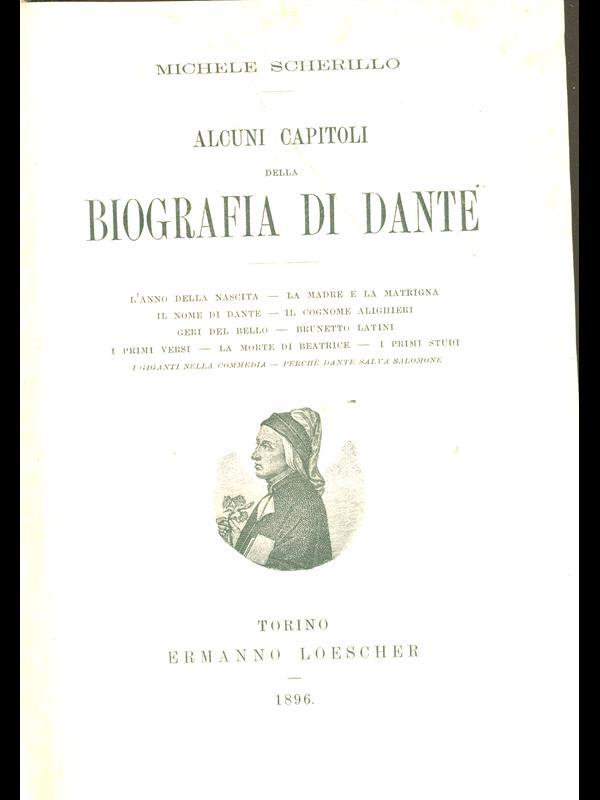 MICHELE SCHERILLO
ALCUNI CAPITOLI
DELLA
BIOGRAFIA DI DANTE
L'ANNO DELLA NASCITA — LA MADRE E LA MATRIGNA
IL NOME DI DANTE — IL COGNOME ALIGHIERI
GERI DEL BELLO — BRUNETTO LATINI
I PRIMI VERSI — LA MORTE DI BEATRICE — I PRIMI STUDI
I GIGANTI NELLA COMMEDIA — PERCHÈ DANTE SALVA SALOMONE
TORINO
ERMANNO LOESCHER
—
1896.